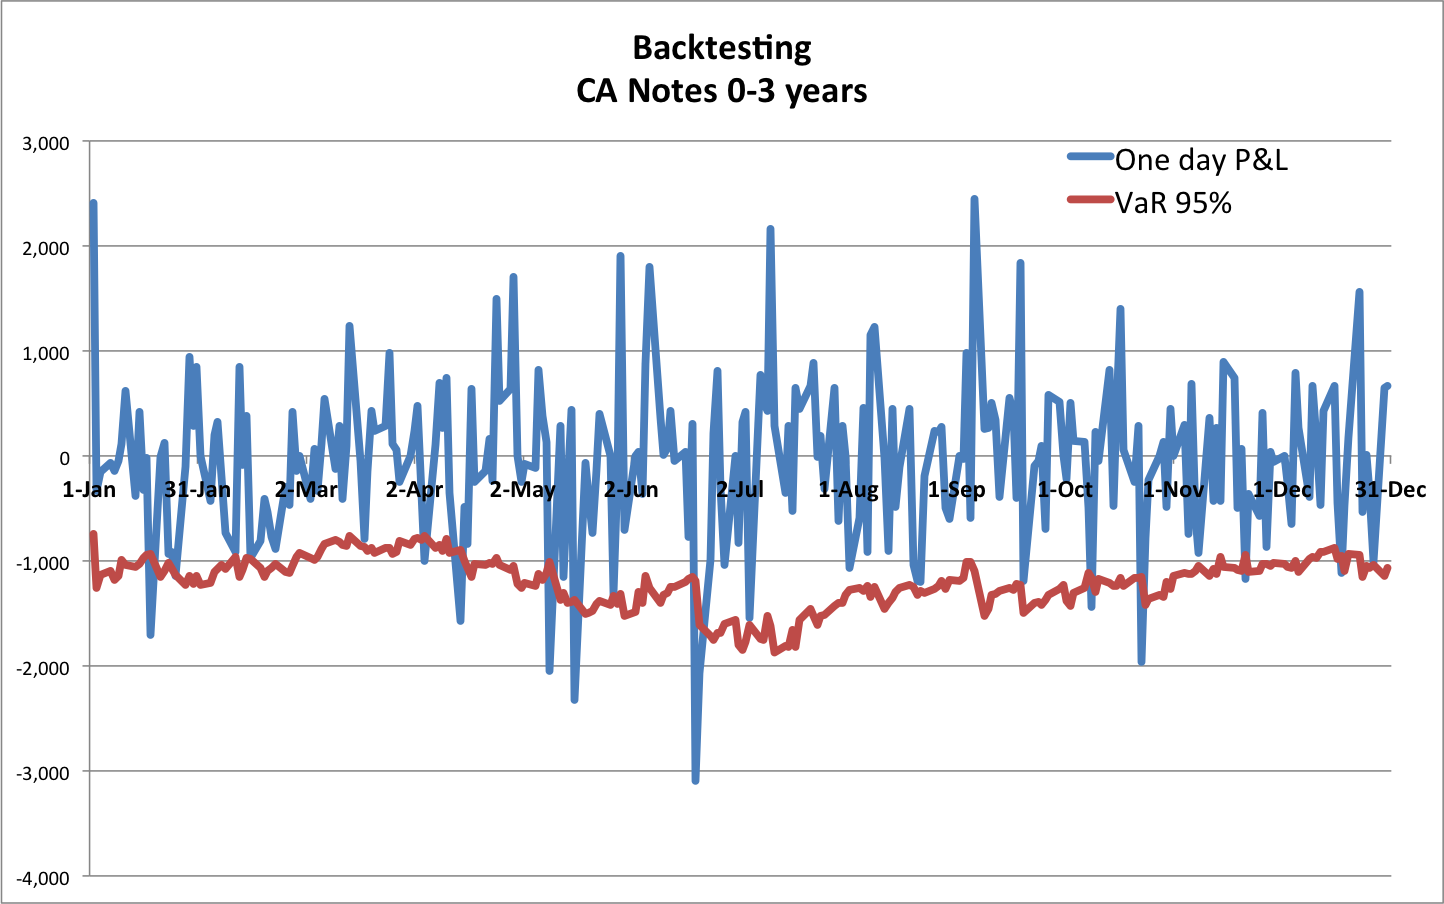 Backtesting
CA Notes 0-3 years
3,000
One day P&L
VaR 95%
2,000
1,000
0
1-Jan 31-Jan 2-Mar 2-Apr 2-May 2-Jun 2-Jul 1-Aug 1-Sep 1-Oct 1-Nov 1-Dec 31-Dec
-1,000
-2,000
-3,000
-4,000